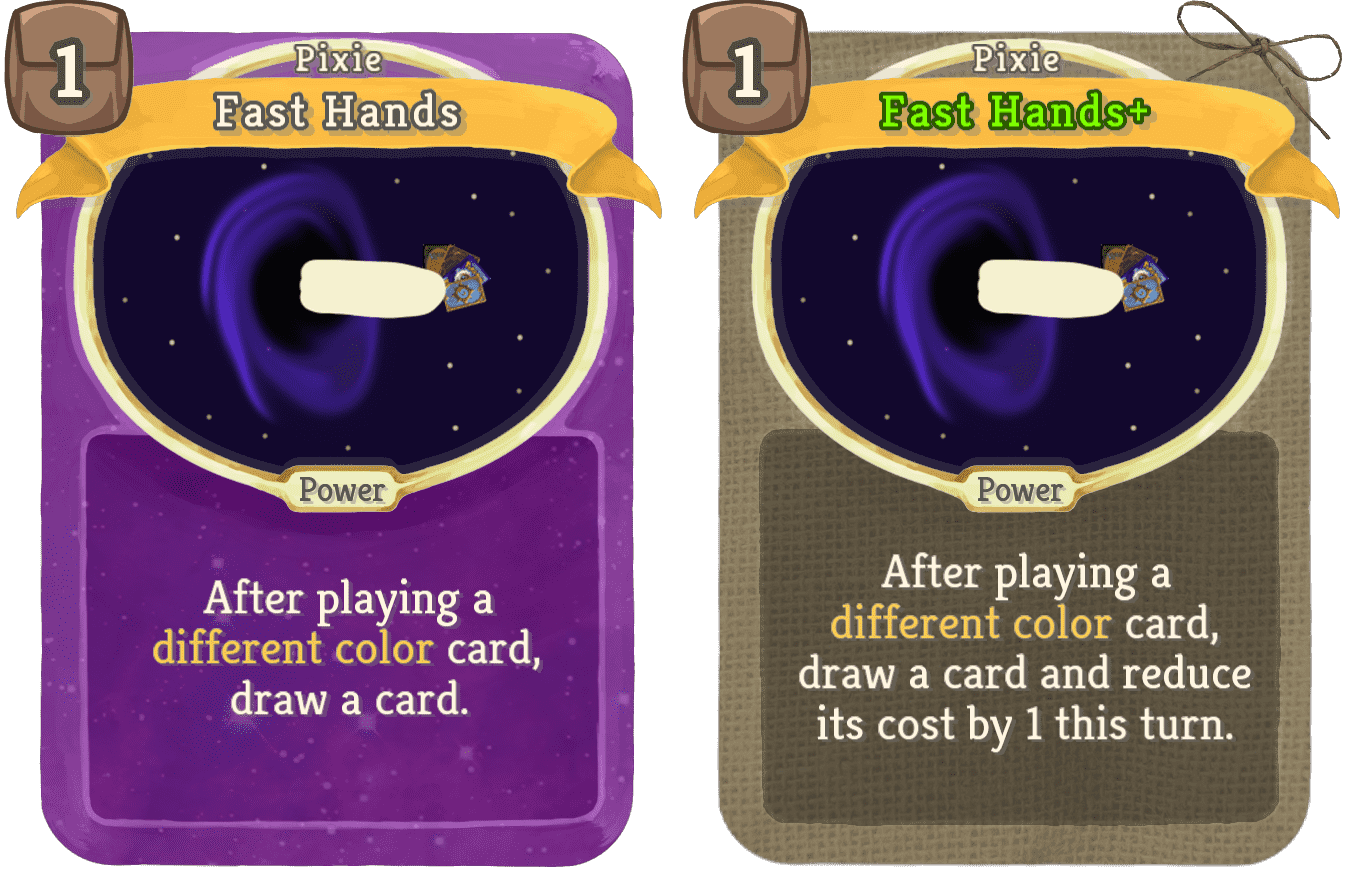 1
Pixie
Fast Hands
Power
After playing a
different color card,
draw a card.
1
Pixie
Fast Hands+
Power
After playing a
different color card,
draw a card and reduce
its cost by 1 this turn.